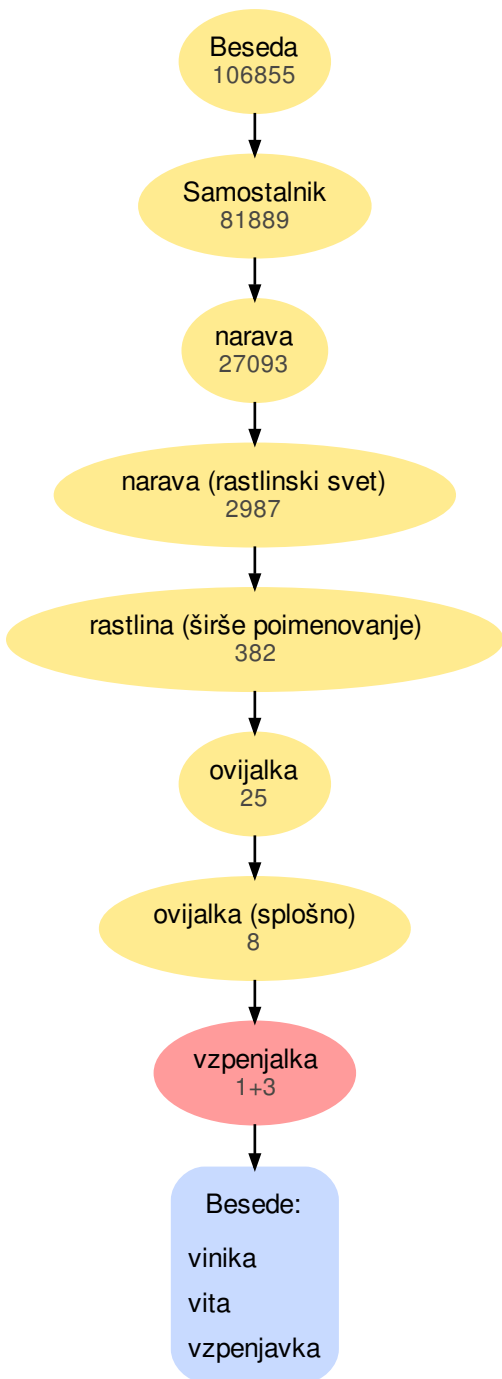 Beseda
106855
Samostalnik
81889
narava
27093
narava (rastlinski svet)
2987
rastlina (širše poimenovanje)
382
ovijalka
25
ovijalka (splošno)
8
vzpenjalka
1+3
Besede:
vinika
vita
vzpenjavka